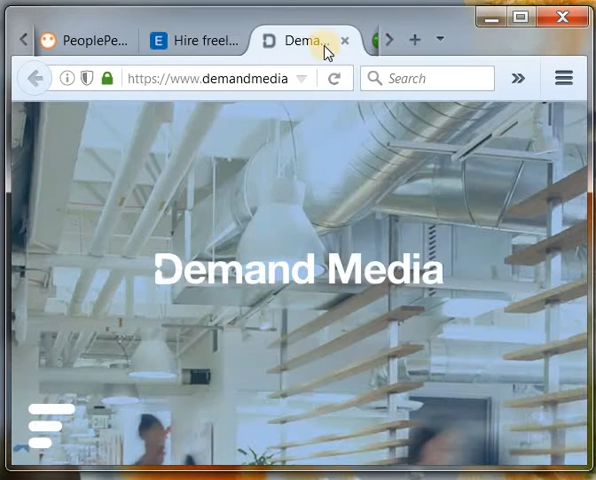 PeoplePe...
Hire freel...
Dema...
https://www.demandmedia
Search
Demand Media